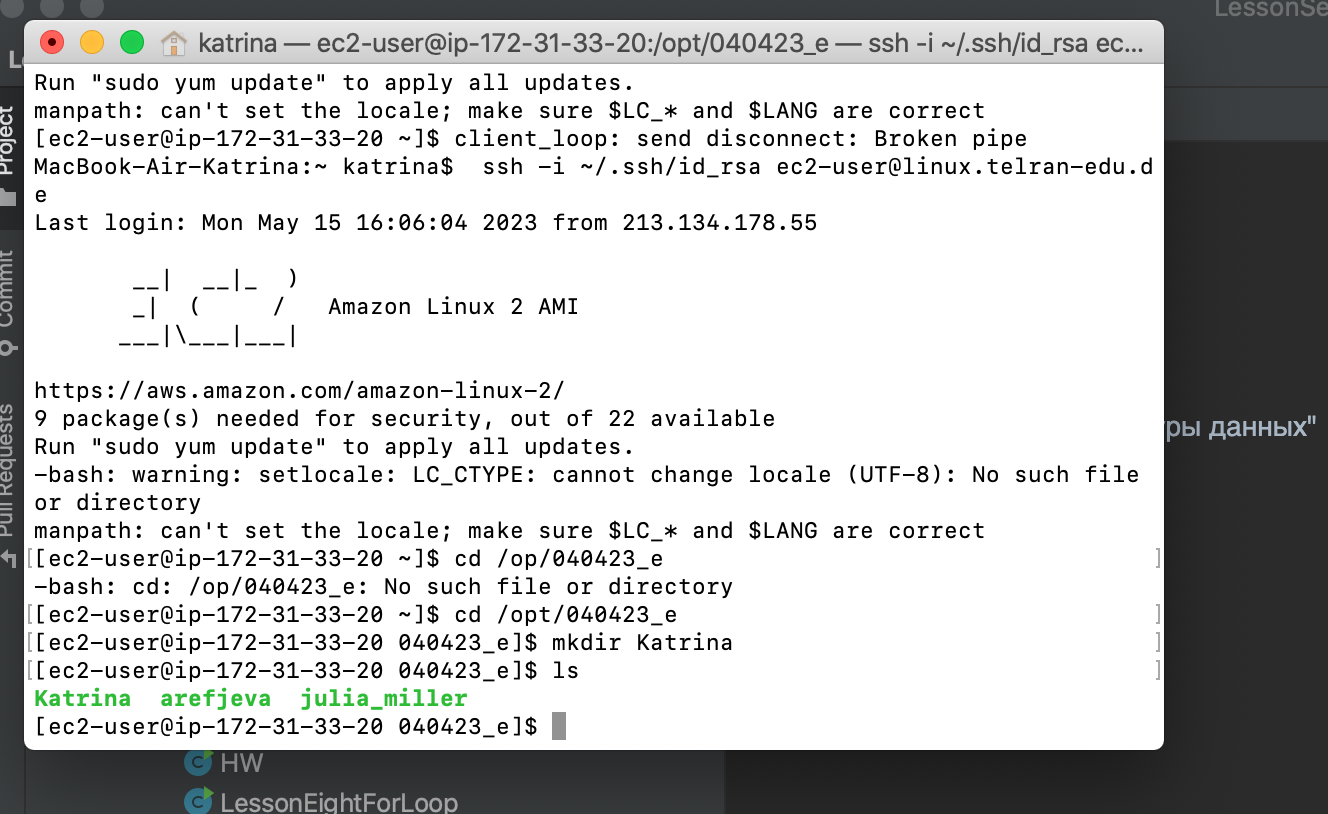 LessonSe
katrina — ec2-user@ip-172-31-33-20:/opt/040423_e — ssh -i ~/.ssh/id_rsa ec...
Project
Commit
Pull Requests
Run "sudo yum update" to apply all updates.
manpath: can't set the locale; make sure $LC_* and $LANG are correct
[ec2-user@ip-172-31-33-20 ~]$ client_loop: send disconnect: Broken pipe
MacBook-Air-Katrina:~ katrina$  ssh -i ~/.ssh/id_rsa ec2-user@linux.telran-edu.d
e
Last login: Mon May 15 16:06:04 2023 from 213.134.178.55
       __|  __|_  )
       _|  (     /   Amazon Linux 2 AMI
      ___|\___|___|
https://aws.amazon.com/amazon-linux-2/
9 package(s) needed for security, out of 22 available
Run "sudo yum update" to apply all updates.
-bash: warning: setlocale: LC_CTYPE: cannot change locale (UTF-8): No such file
or directory
manpath: can't set the locale; make sure $LC_* and $LANG are correct
[[ec2-user@ip-172-31-33-20 ~]$ cd /op/040423_e ]
-bash: cd: /op/040423_e: No such file or directory
[[ec2-user@ip-172-31-33-20 ~]$ cd /opt/040423_e ]
[[ec2-user@ip-172-31-33-20 040423_e]$ mkdir Katrina ]
[[ec2-user@ip-172-31-33-20 040423_e]$ ls ]
Katrina  arefjeva  julia_miller
[ec2-user@ip-172-31-33-20 040423_e]$
ры данных"
HW
LessonEightForLoop